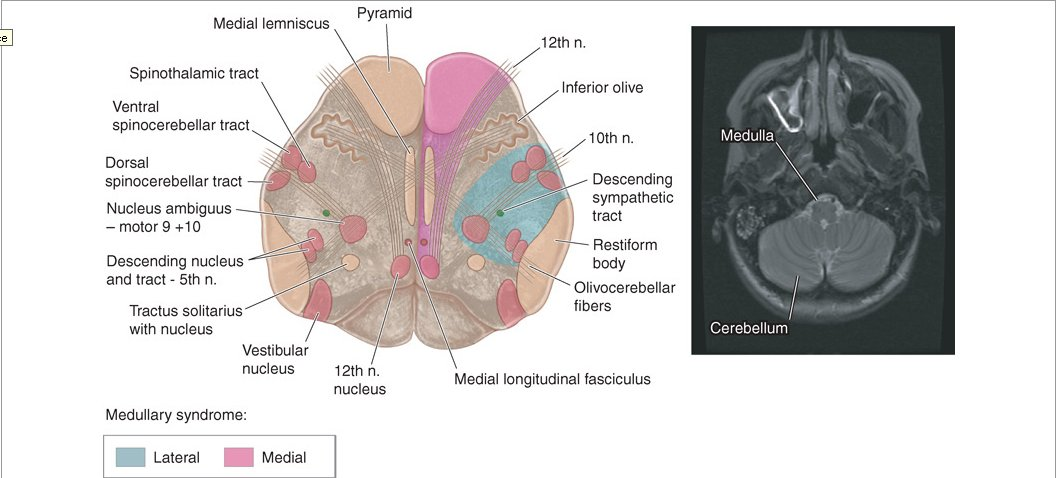 ce
Pyramid
Medial lemniscus
12th n.
Spinothalamic tract
Inferior olive
Ventral
spinocerebellar tract
10th n.
Dorsal
spinocerebellar tract
Descending
sympathetic
tract
Nucleus ambiguus
– motor 9 +10
Restiform
body
Descending nucleus
and tract - 5th n.
Olivocerebellar
fibers
Tractus solitarius
with nucleus
Vestibular
nucleus
12th n.
nucleus
Medial longitudinal fasciculus
Medullary syndrome:
Lateral
Medial
Medulla
Cerebellum